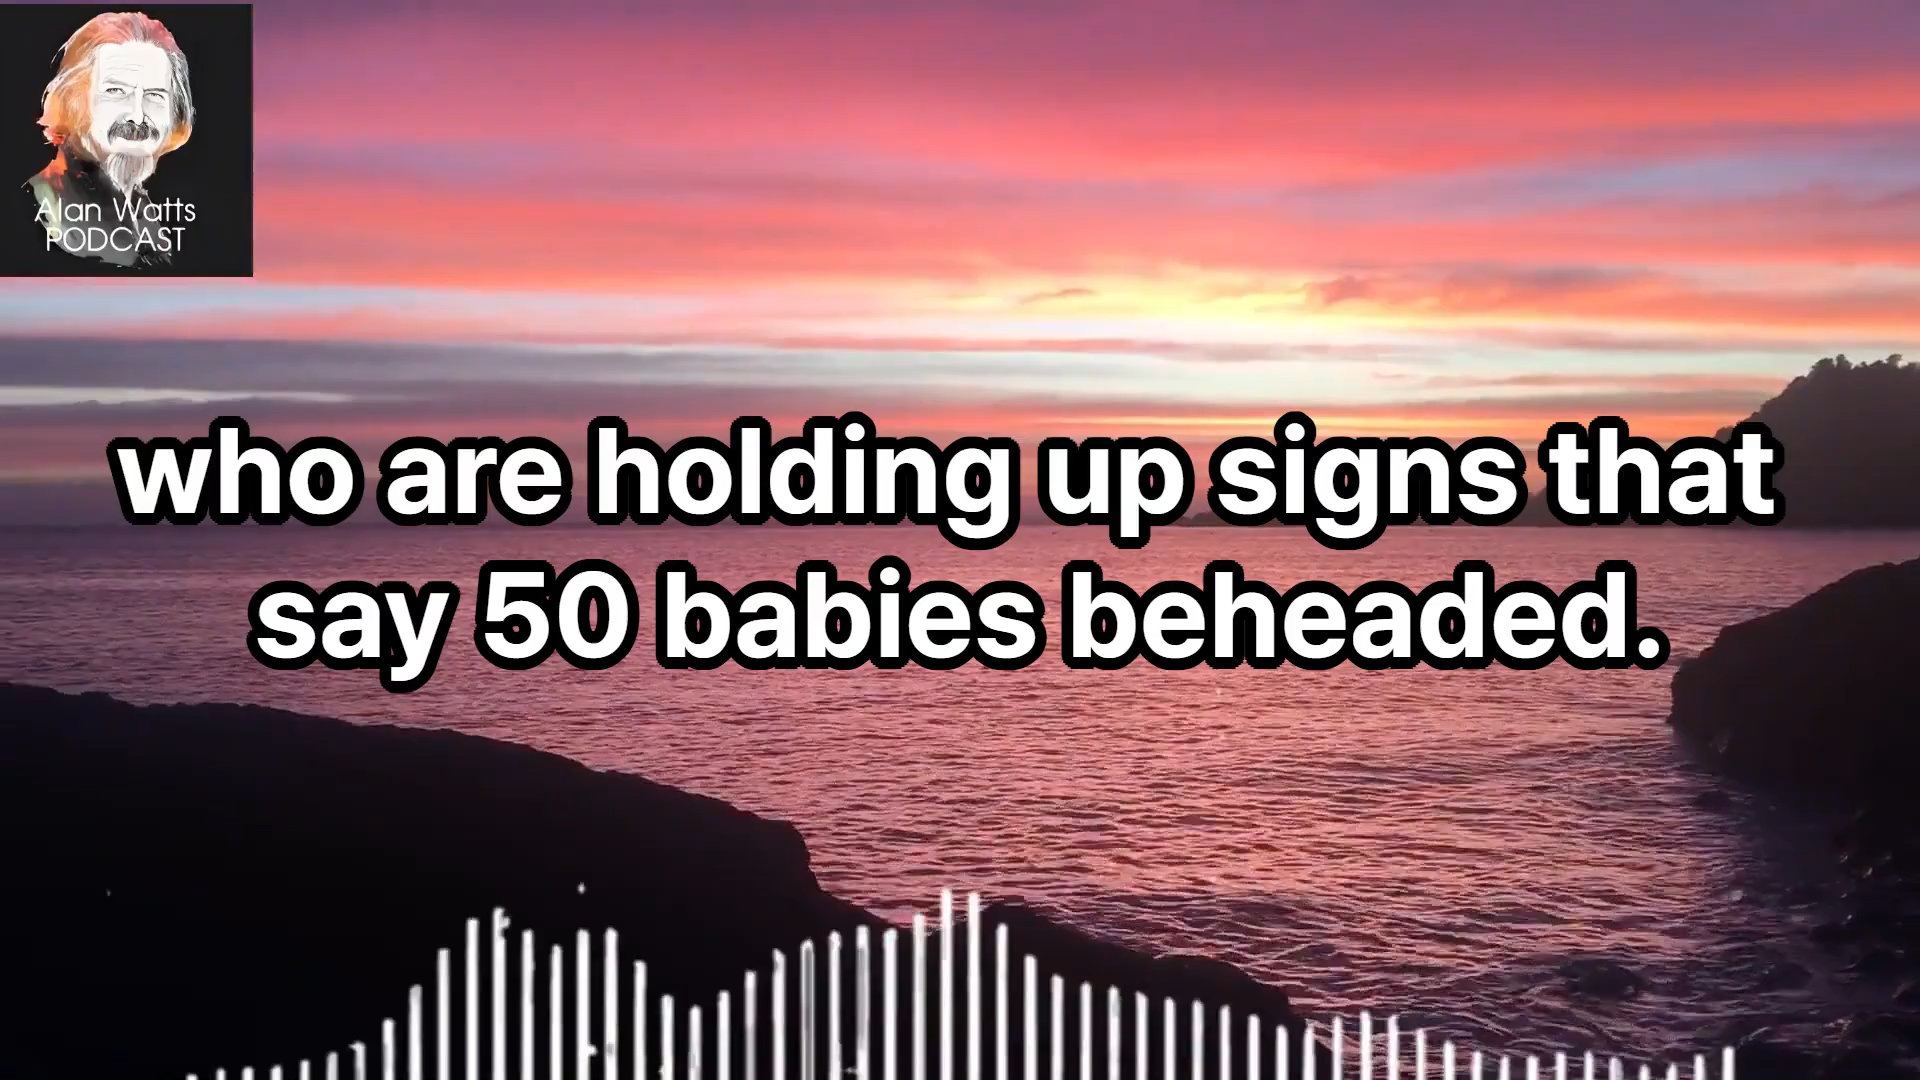 Alan Watts
PODCAST
who are holding up signs that
say 50 babies beheaded.